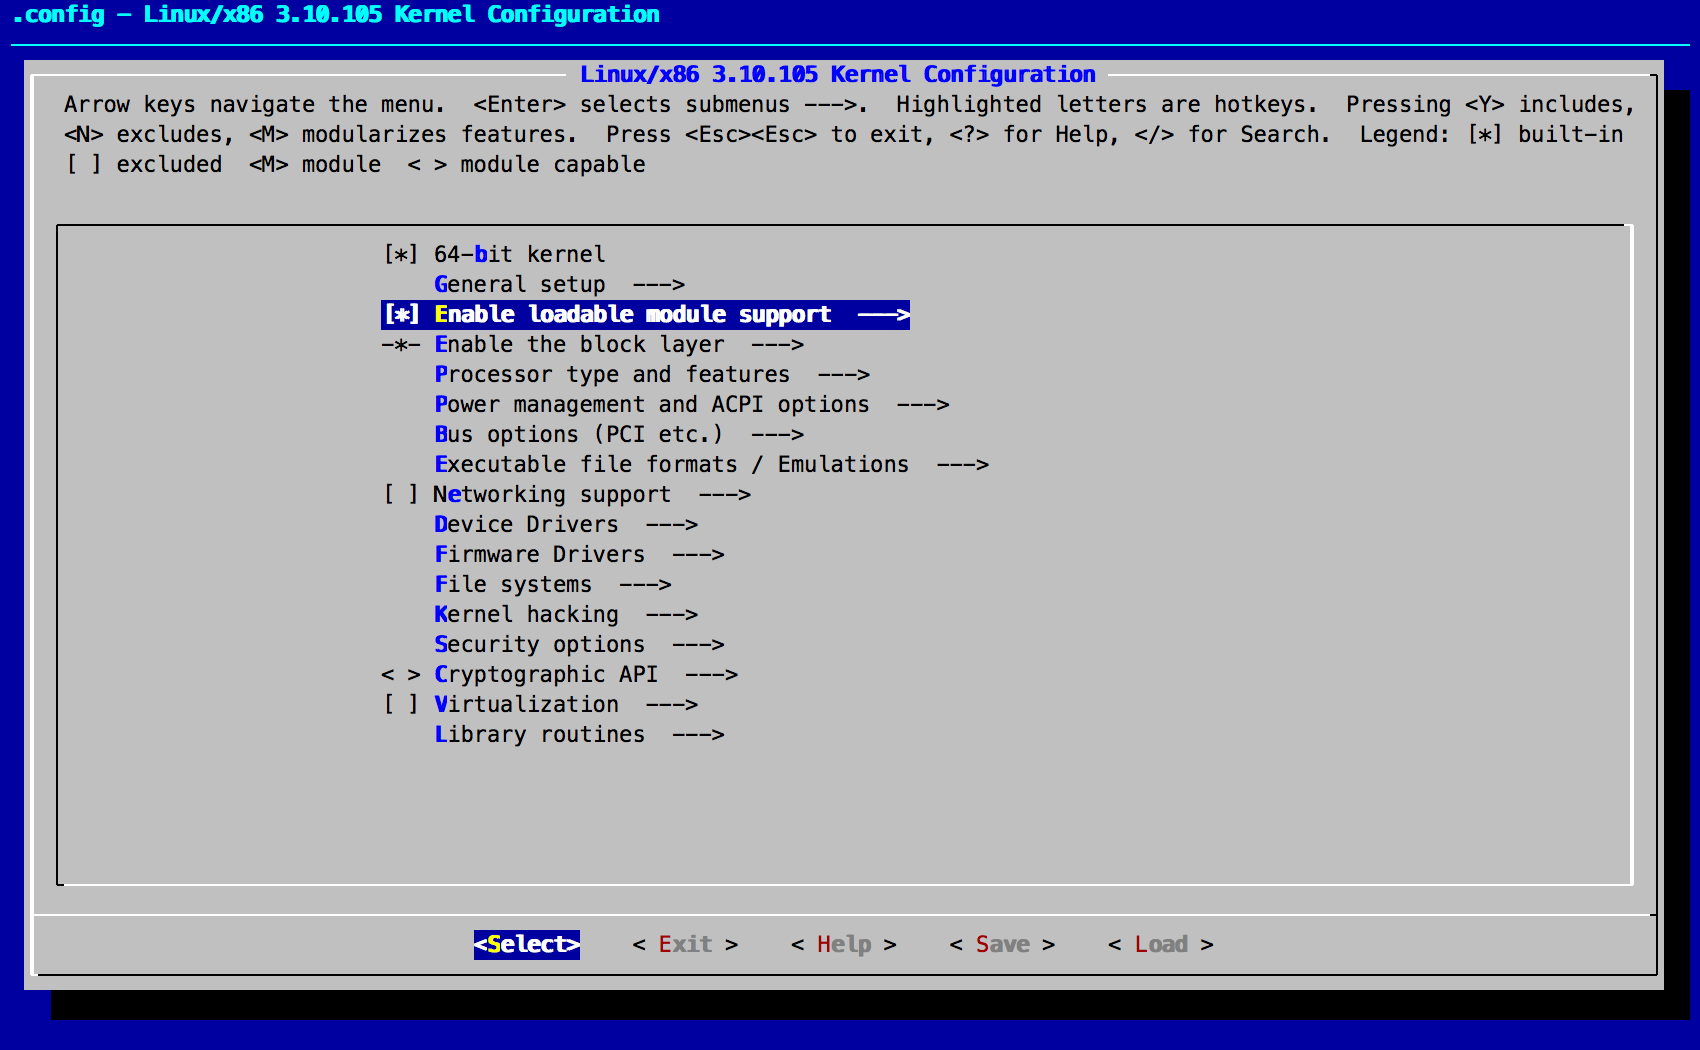 .config – Linux/x86 3.10.105 Kernel Configuration
Linux/x86 3.10.105 Kernel Configuration
Arrow keys navigate the menu.  <Enter> selects submenus --->.  Highlighted letters are hotkeys.  Pressing <Y> includes,
<N> excludes, <M> modularizes features.  Press <Esc><Esc> to exit, <?> for Help, </> for Search.  Legend: [*] built-in
[ ] excluded  <M> module  < > module capable
[*] 64-bit kernel
General setup  --->
[*] Enable loadable module support  --->
-*- Enable the block layer  --->
Processor type and features  --->
Power management and ACPI options  --->
Bus options (PCI etc.)  --->
Executable file formats / Emulations  --->
[ ] Networking support  --->
Device Drivers  --->
Firmware Drivers  --->
File systems  --->
Kernel hacking  --->
Security options  --->
< > Cryptographic API  --->
[ ] Virtualization  --->
Library routines  --->
<Select>    < Exit >    < Help >    < Save >    < Load >